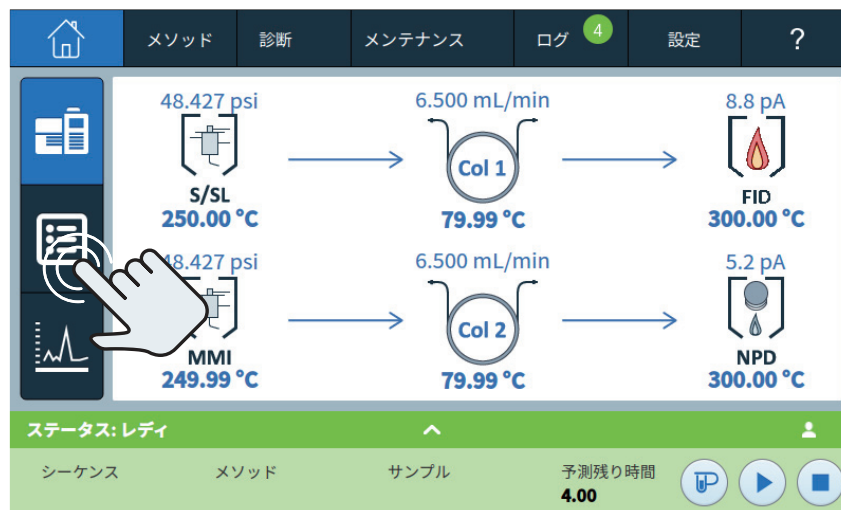 メソッド 診断 メンテナンス ログ 4 設定 ?
48.427 psi 6.500 mL/min 8.8 pA
Col 1
S/SL FID
250.00 °C 79.99 °C 300.00 °C
48.427 psi 6.500 mL/min 5.2 pA
Col 2
MMI NPD
249.99 °C 79.99 °C 300.00 °C
ステータス: レディ
シーケンス メソッド サンプル 予測残り時間
4.00